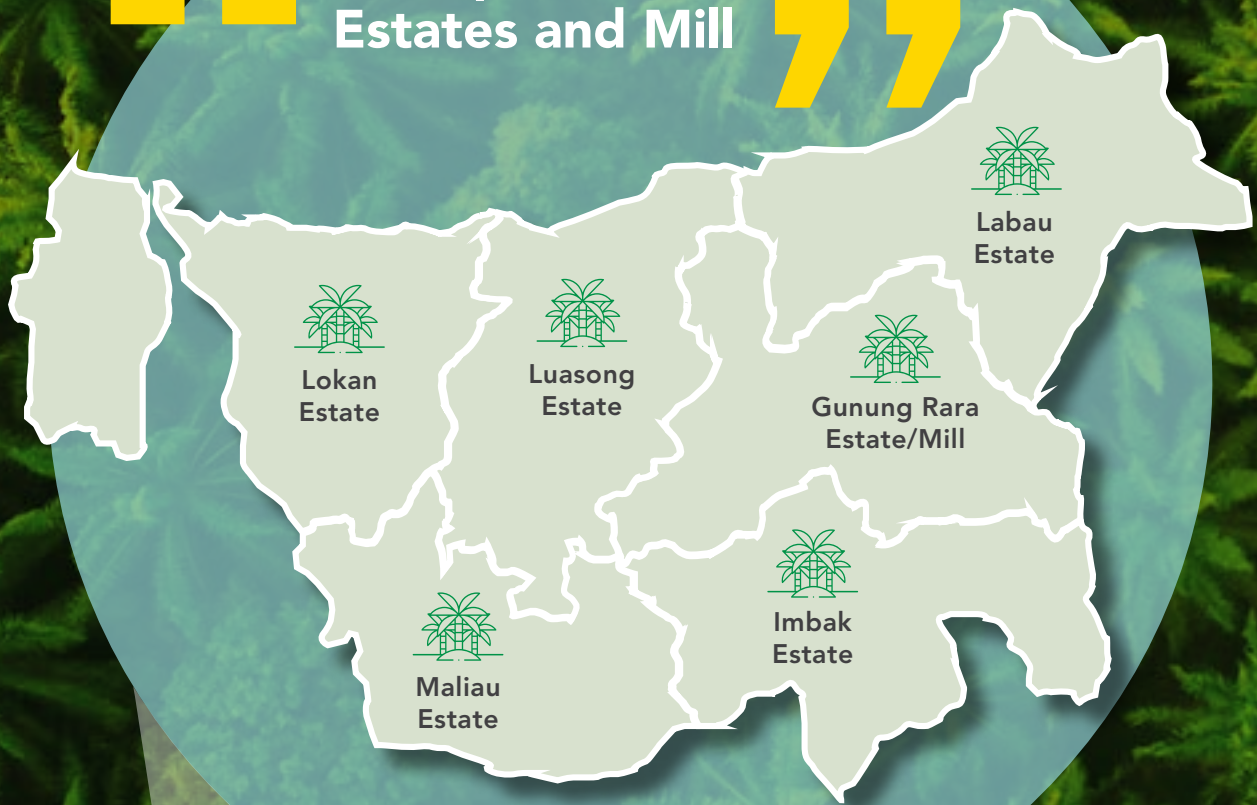 Estates and Mill
Labau
Estate
Lokan
Estate
Luasong
Estate
Gunung Rara
Estate/Mill
Imbak
Estate
Maliau
Estate